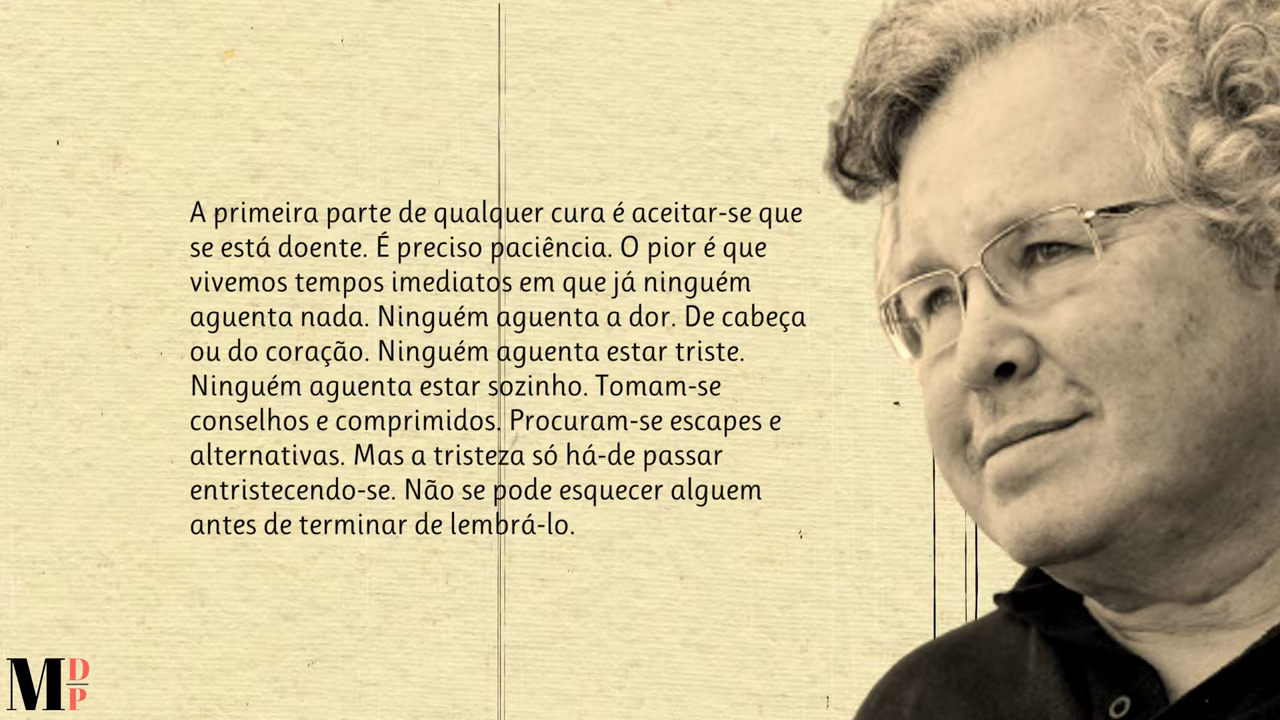 A primeira parte de qualquer cura é aceitar-se que
se está doente. É preciso paciência. O pior é que
vivemos tempos imediatos em que já ninguém
aguenta nada. Ninguém aguenta a dor. De cabeça
ou do coração. Ninguém aguenta estar triste.
Ninguém aguenta estar sozinho. Tomam-se
conselhos e comprimidos. Procuram-se escapes e
alternativas. Mas a tristeza só há-de passar
entristecendo-se. Não se pode esquecer alguem
antes de terminar de lembrá-lo.
MDP